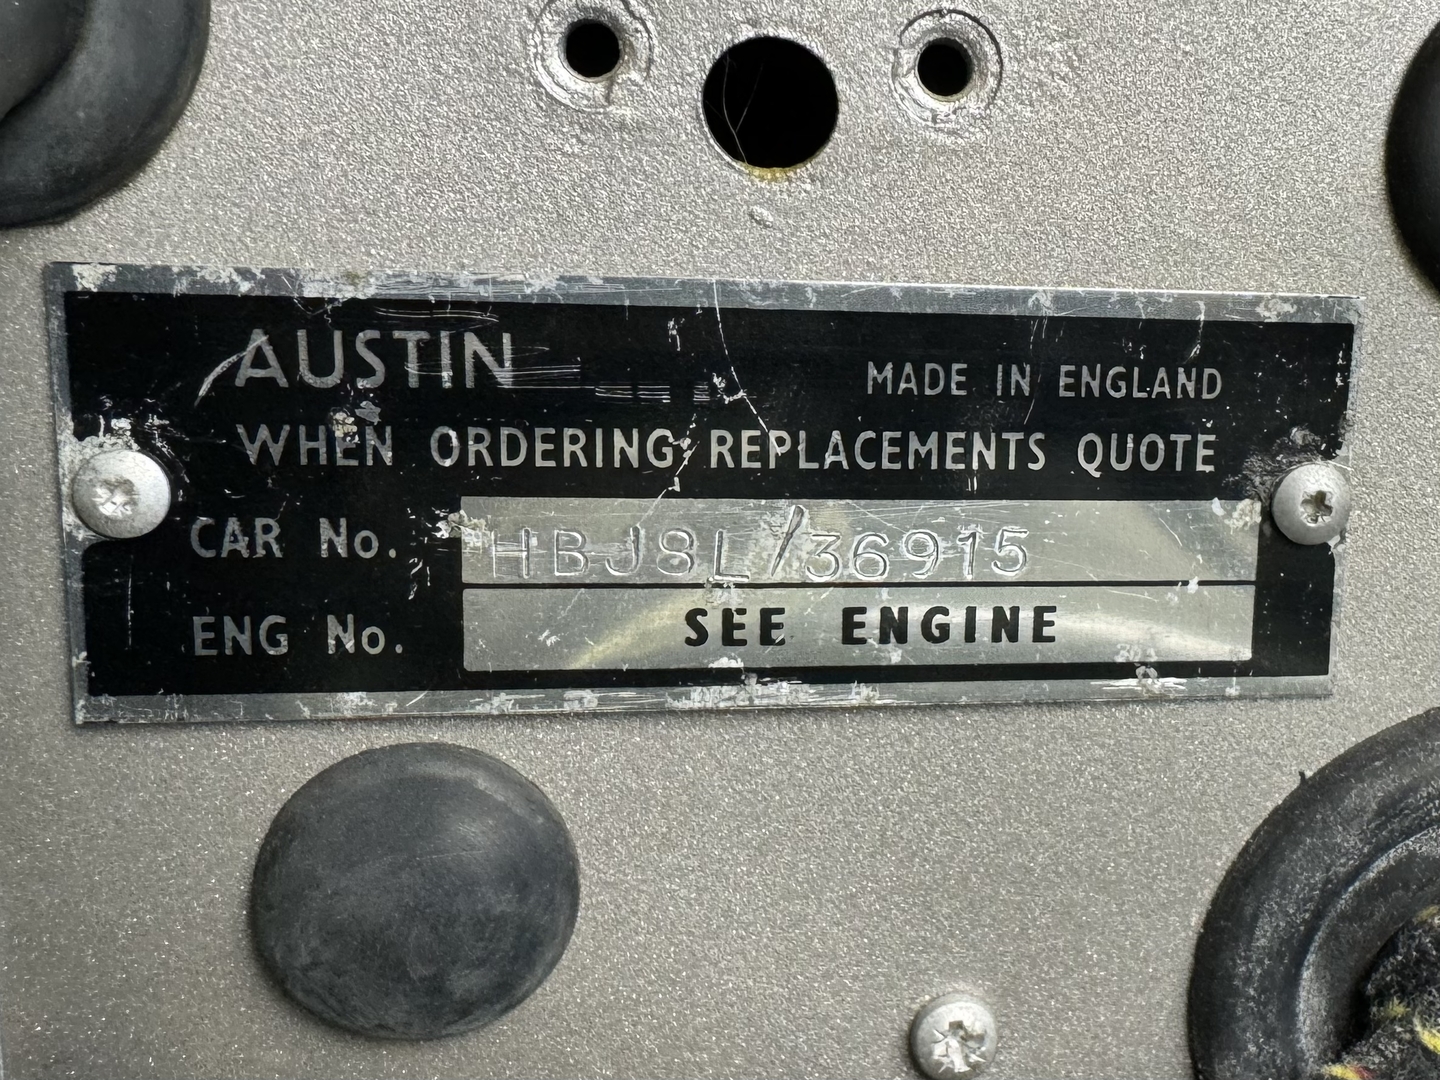 AUSTIN
MADE IN ENGLAND
WHEN ORDERING REPLACEMENTS QUOTE
CAR No. HBJ8L/36915
ENG No. SEE ENGINE